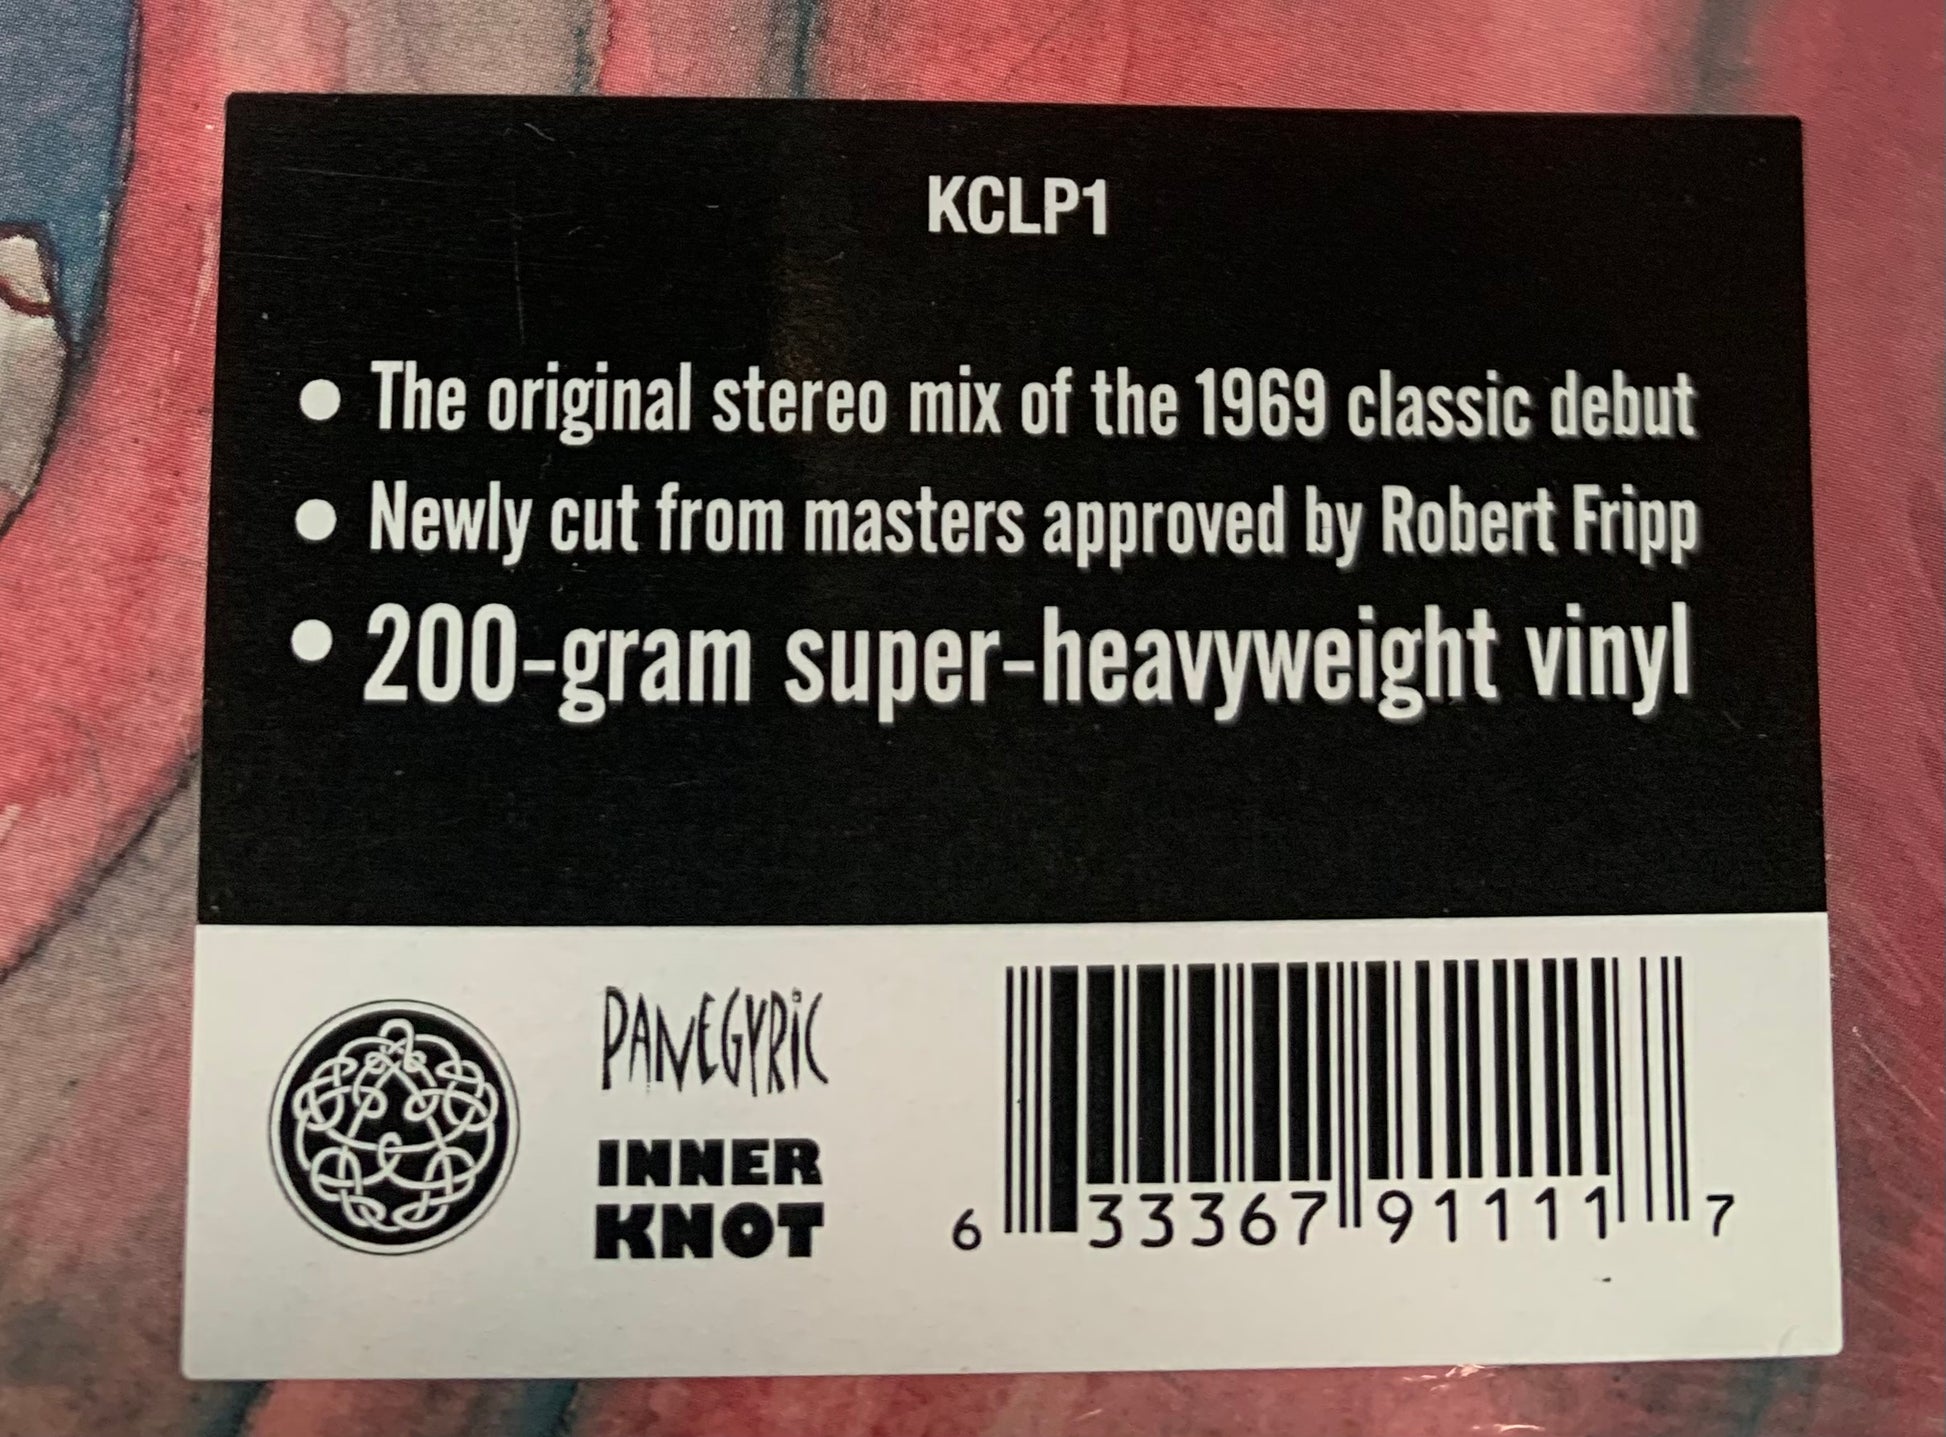 KCLP1
• The original stereo mix of the 1969 classic debut
• Newly cut from masters approved by Robert Fripp
• 200-gram super-heavyweight vinyl
PANEGYRiC
INNER
KNOT
6 33367 91111 7